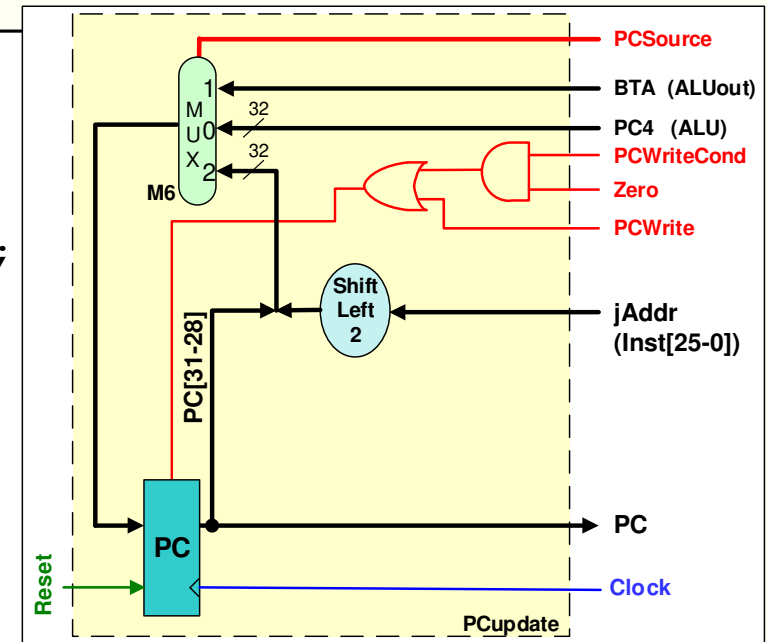 PCSource
1
BTA (ALUout)
M
32
U0
PC4 (ALU)
X
32
PCWriteCond
2
M6
Zero
PCWrite
;
Shift
Left
2
jAddr
(Inst[25-0])
PC[31-28]
PC
PC
Reset
Clock
PCupdate